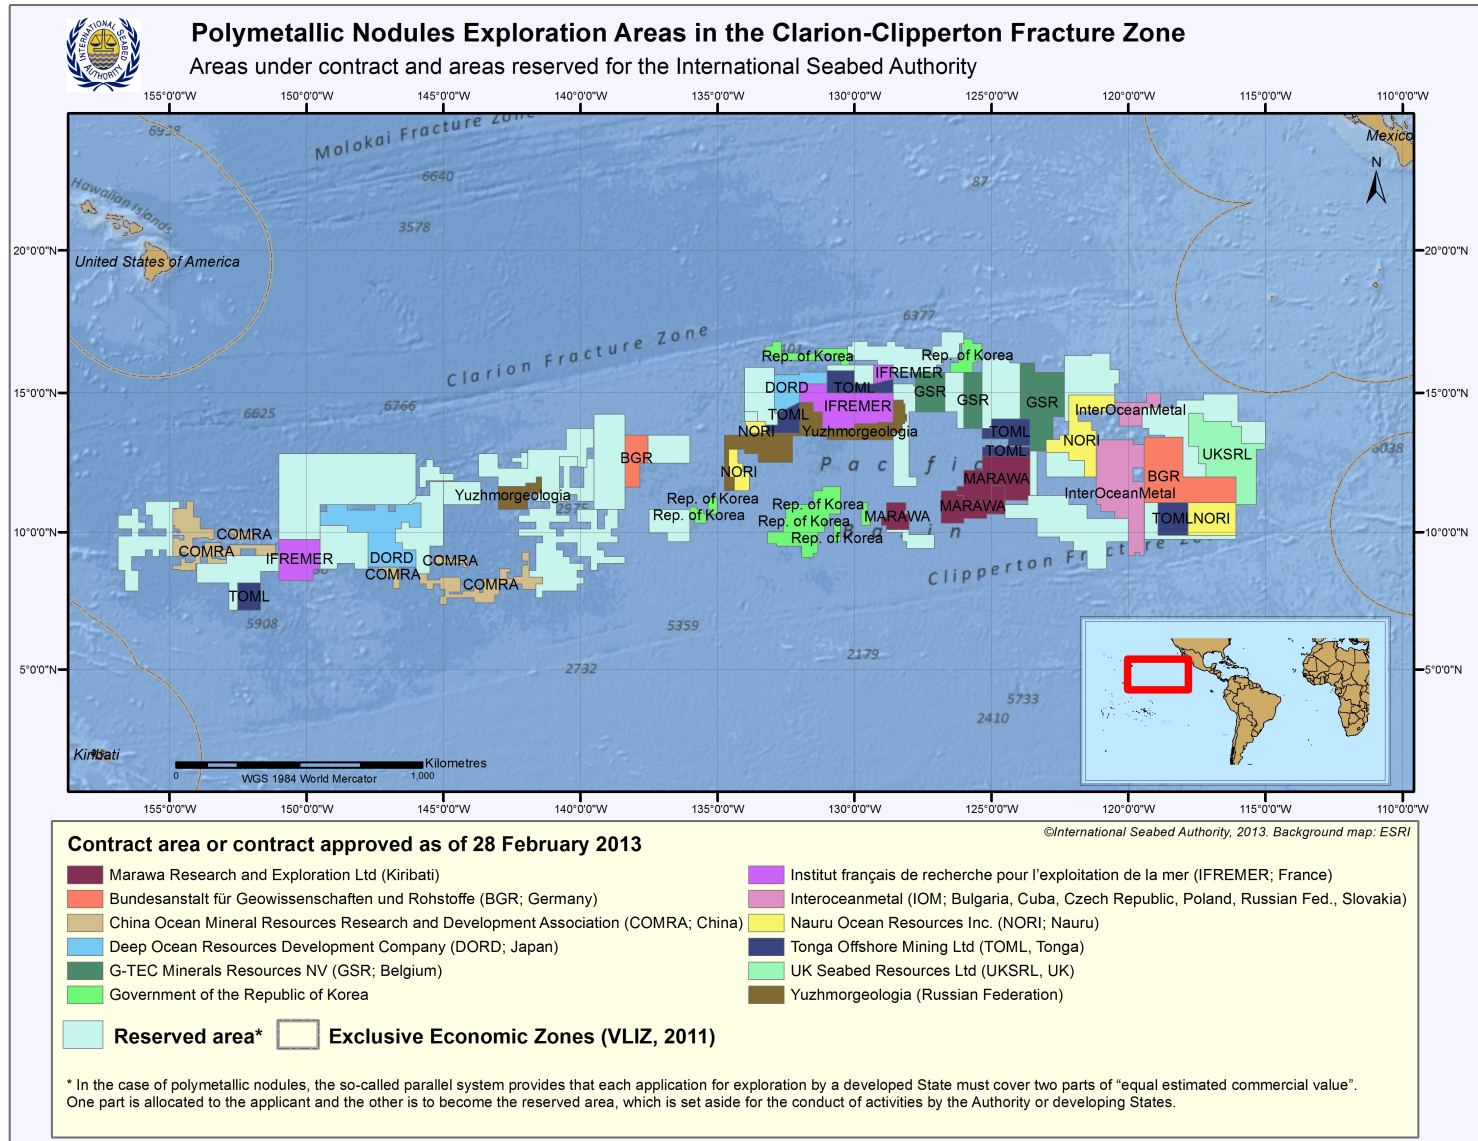 INTERNATIONAL SEABED AUTHORITY
Polymetallic Nodules Exploration Areas in the Clarion-Clipperton Fracture Zone
Areas under contract and areas reserved for the International Seabed Authority
155°0'0"W 150°0'0"W 145°0'0"W 140°0'0"W 135°0'0"W 130°0'0"W 125°0'0"W 120°0'0"W 115°0'0"W 110°0'0"W
6938
Molokai Fracture Zone
Mexico
N
6640
87
Hawaiian Islands
3578
20°0'0"N 20°0'0"N
United States of America
6377
Clarion Fracture Zone
Rep. of Korea Rep. of Korea
IFREMER
15°0'0"N DORD TOML GSR GSR GSR 15°0'0"N
6625 6766 IFREMER InterOceanMetal
TOML
NORI Yuzhmorgeologia TOML NORI
6038
BGR TOML UKSRL
Pacific
NORI MARAWA BGR
Yuzhmorgeologia Rep. of Korea InterOceanMetal
2975 Rep. of Korea Rep. of Korea MARAWA
Rep. of Korea MARAWA TOML NORI
10°0'0"N COMRA Rep. of Korea Basin 10°0'0"N
COMRA IFREMER DORD COMRA
COMRA COMRA Clipperton Fracture Zone
TOML
5908 5359
2179
5°0'0"N 2732 5°0'0"N
5733
2410
Kiribati
Kilometres
0 WGS 1984 World Mercator 1,000
155°0'0"W 150°0'0"W 145°0'0"W 140°0'0"W 135°0'0"W 130°0'0"W 125°0'0"W 120°0'0"W 115°0'0"W 110°0'0"W
©International Seabed Authority, 2013. Background map: ESRI
Contract area or contract approved as of 28 February 2013
Marawa Research and Exploration Ltd (Kiribati)
Bundesanstalt für Geowissenschaften und Rohstoffe (BGR; Germany)
China Ocean Mineral Resources Research and Development Association (COMRA; China)
Deep Ocean Resources Development Company (DORD; Japan)
G-TEC Minerals Resources NV (GSR; Belgium)
Government of the Republic of Korea
Institut français de recherche pour l'exploitation de la mer (IFREMER; France)
Interoceanmetal (IOM; Bulgaria, Cuba, Czech Republic, Poland, Russian Fed., Slovakia)
Nauru Ocean Resources Inc. (NORI; Nauru)
Tonga Offshore Mining Ltd (TOML, Tonga)
UK Seabed Resources Ltd (UKSRL, UK)
Yuzhmorgeologia (Russian Federation)
Reserved area* Exclusive Economic Zones (VLIZ, 2011)
* In the case of polymetallic nodules, the so-called parallel system provides that each application for exploration by a developed State must cover two parts of “equal estimated commercial value”.
One part is allocated to the applicant and the other is to become the reserved area, which is set aside for the conduct of activities by the Authority or developing States.